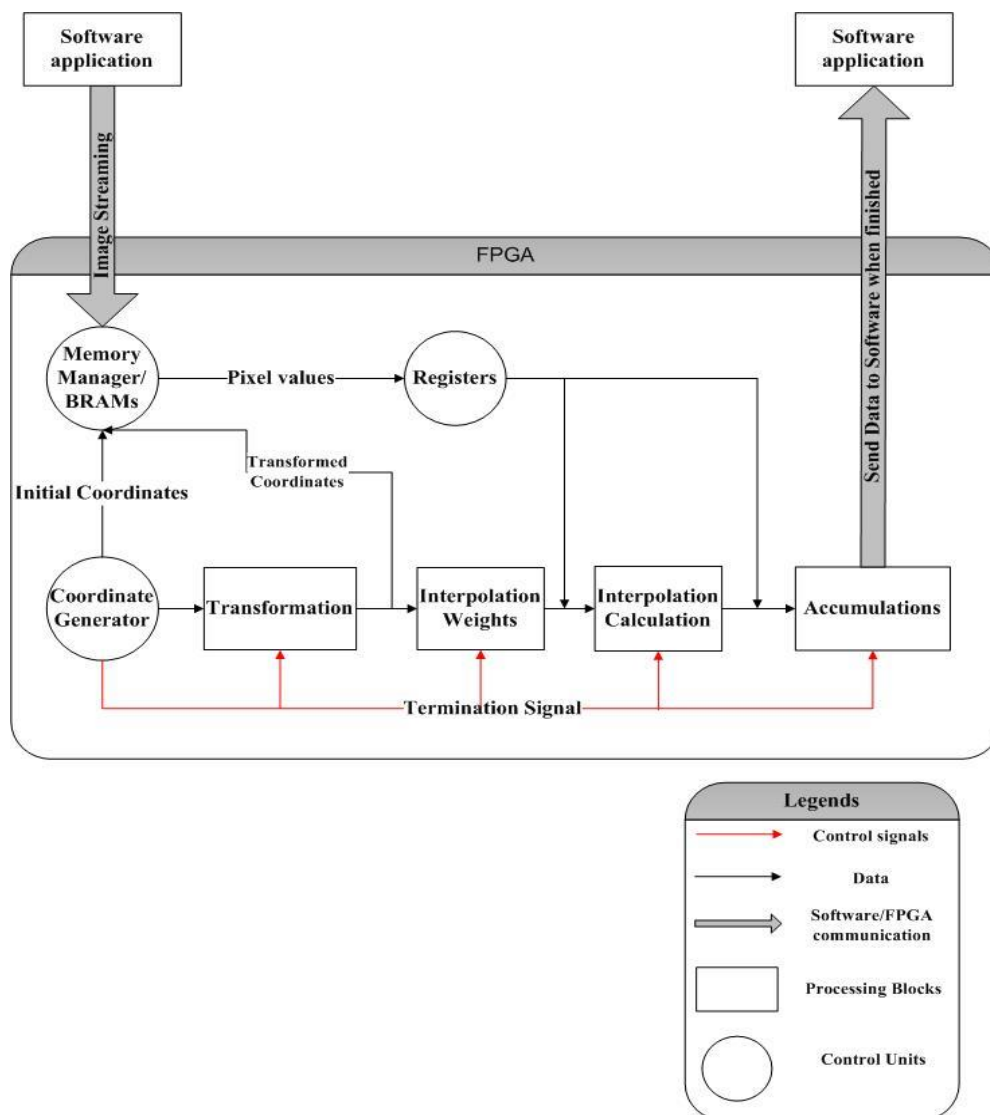 Software
application
Software
application
Image Streaming
Send Data to Software when finished
FPGA
Memory
Manager/
BRAMs
Pixel values
Registers
Transformed
Coordinates
Initial Coordinates
Coordinate
Generator
Transformation
Interpolation
Weights
Interpolation
Calculation
Accumulations
Termination Signal
Legends
Control signals
Data
Software/FPGA
communication
Processing Blocks
Control Units